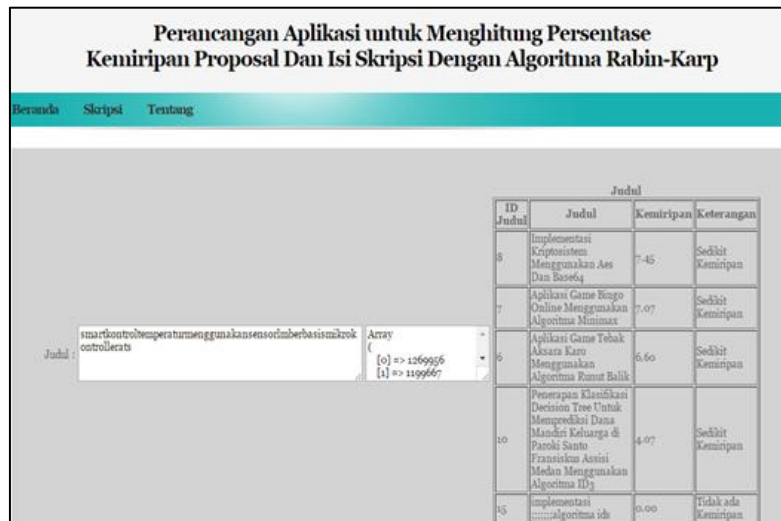 Perancangan Aplikasi untuk Menghitung Persentase
Kemiripan Proposal Dan Isi Skripsi Dengan Algoritma Rabin-Karp
Beranda Skripsi Tentang
Judul
ID Judul Judul Kemiripan Keterangan
8 Implementasi Kriptosistem Menggunakan Aes Dan Base64 7.45 Sedikit Kemiripan
7 Aplikasi Game Bingo Online Menggunakan Algoritma Minimax 7.07 Sedikit Kemiripan
6 Aplikasi Game Tebak Aksara Karo Menggunakan Algoritma Runut Balik 6.60 Sedikit Kemiripan
10 Penerapan Klasifikasi Decision Tree Untuk Memprediksi Dana Mandiri Keluarga di Paroki Santo Fransiskus Assisi Medan Menggunakan Algoritma ID3 4.07 Sedikit Kemiripan
15 implementasi :::::::algoritma ids 0.00 Tidak ada Kemiripan
Judul :
smartkontroltemperaturmenggunakansensorlmberbasismikrok
ontrollerats
Array
(
[0] => 1269956
[1] => 1199667